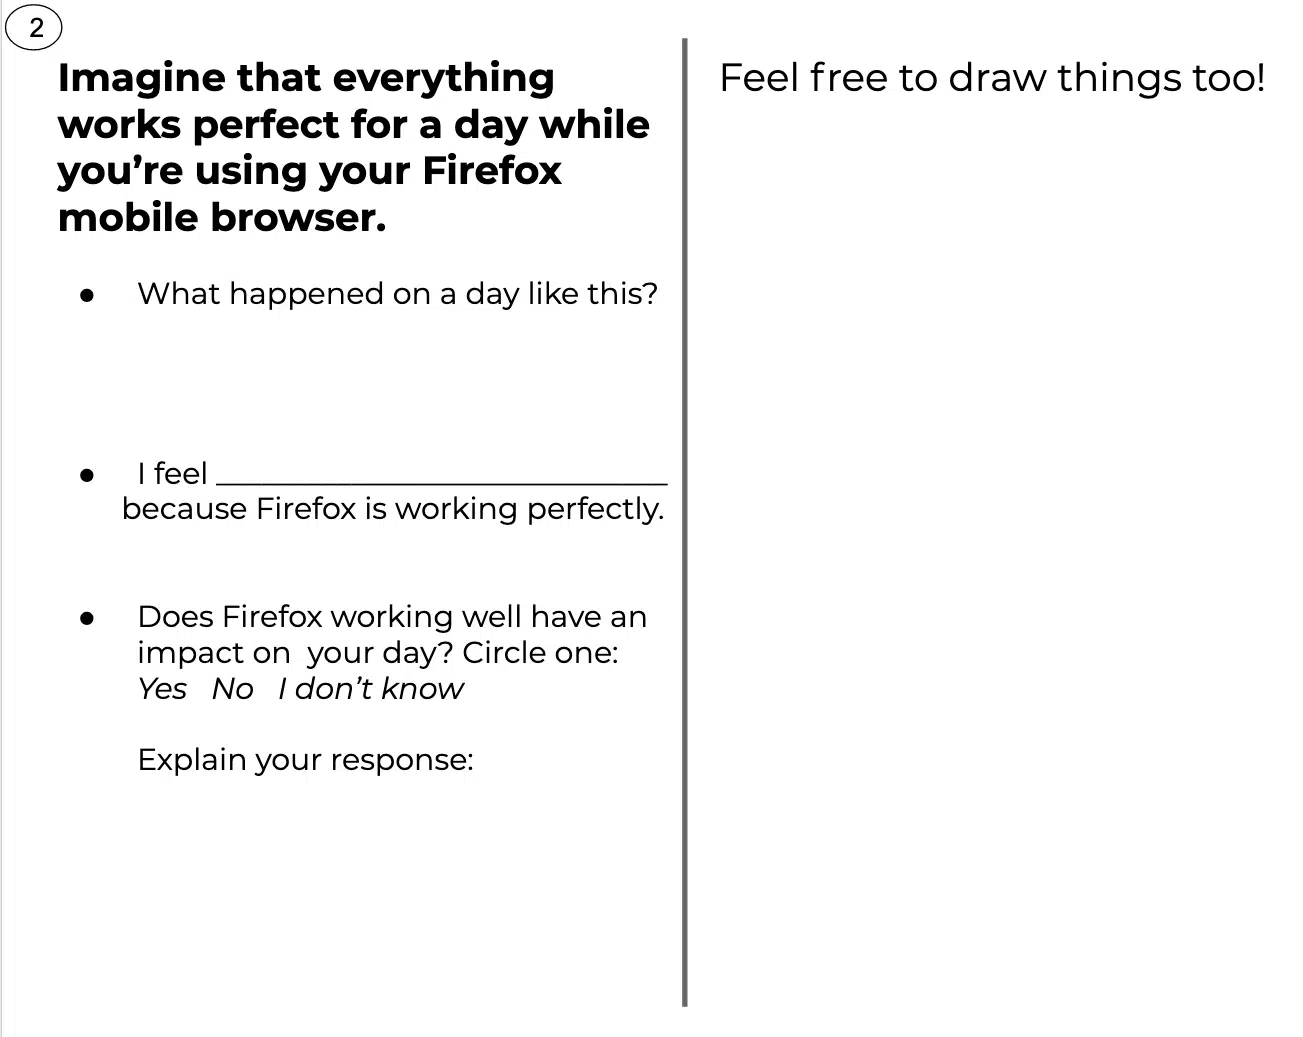 2
Imagine that everything
works perfect for a day while
you’re using your Firefox
mobile browser.
● What happened on a day like this?
● I feel ______________________________
because Firefox is working perfectly.
● Does Firefox working well have an
impact on  your day? Circle one:
Yes   No   I don’t know
Explain your response:
Feel free to draw things too!